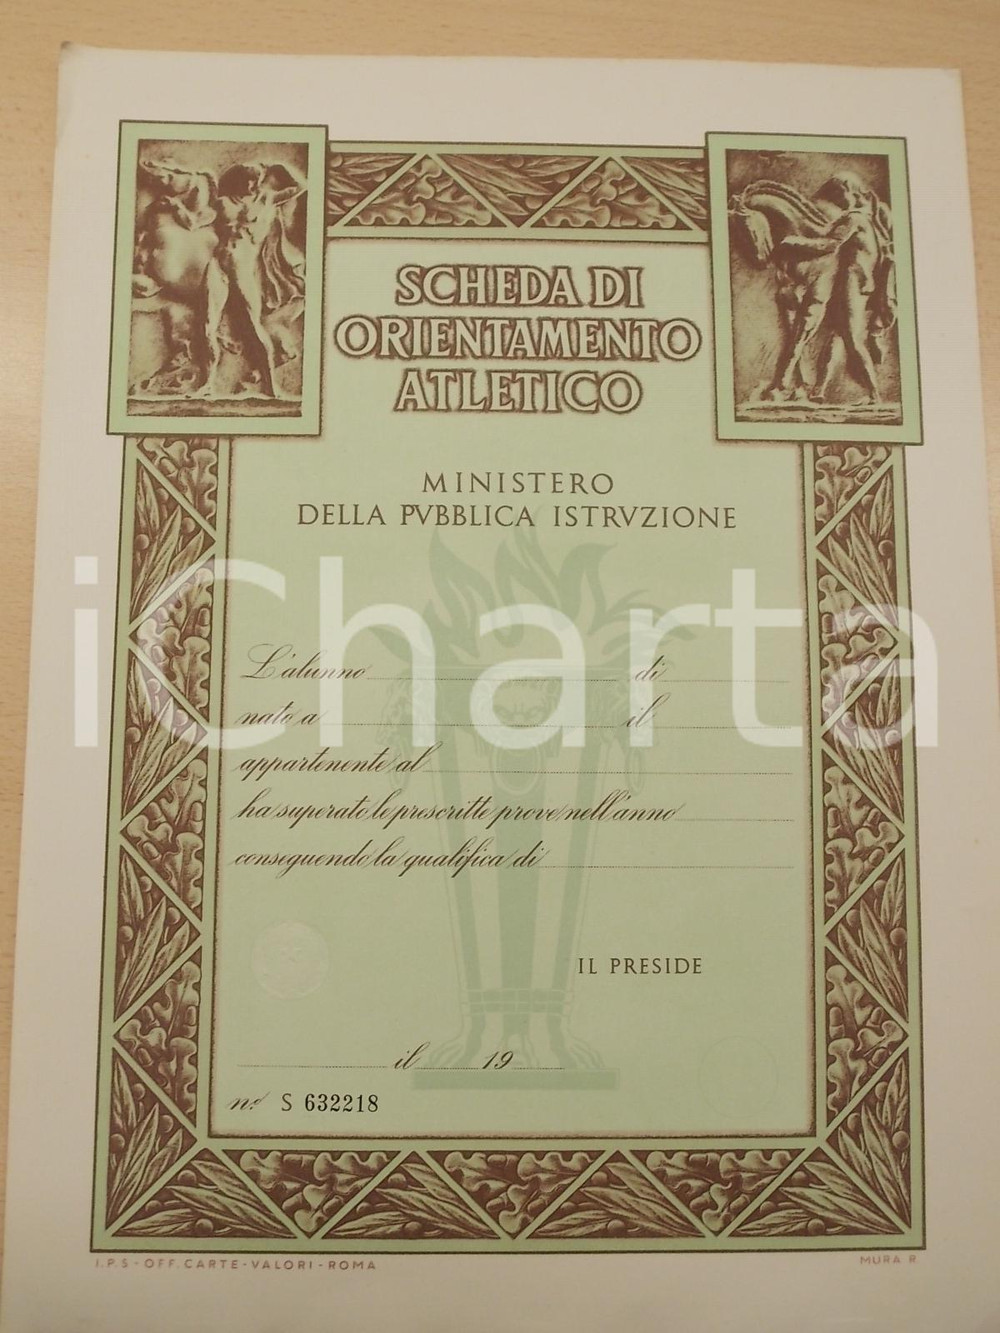 SCHEDA DI
ORIENTAMENTO
ATLETICO
MINISTERO
DELLA PVBBLICA ISTRVZIONE
iCharta
L'alunno di
nato a il
appartenente al
ha superato le prescritte prove nell'anno
conseguendo la qualifica di
IL PRESIDE
il 19
n.º S 632218
I.P.S - OFF. CARTE - VALORI - ROMA
MURA R.